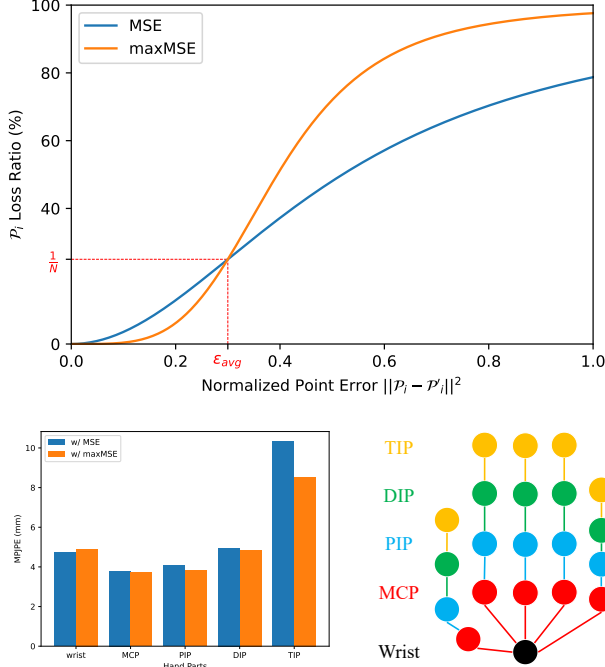 100
80
60
40
1/N
0
𝒫ᵢ Loss Ratio (%)
MSE
maxMSE
0.0 0.2 ε_avg 0.4 0.6 0.8 1.0
Normalized Point Error ||𝒫ᵢ − 𝒫'ᵢ||²
10
8
6
4
2
0
MPJPE (mm)
w/ MSE
w/ maxMSE
wrist MCP PIP DIP TIP
Hand Parts
TIP
DIP
PIP
MCP
Wrist